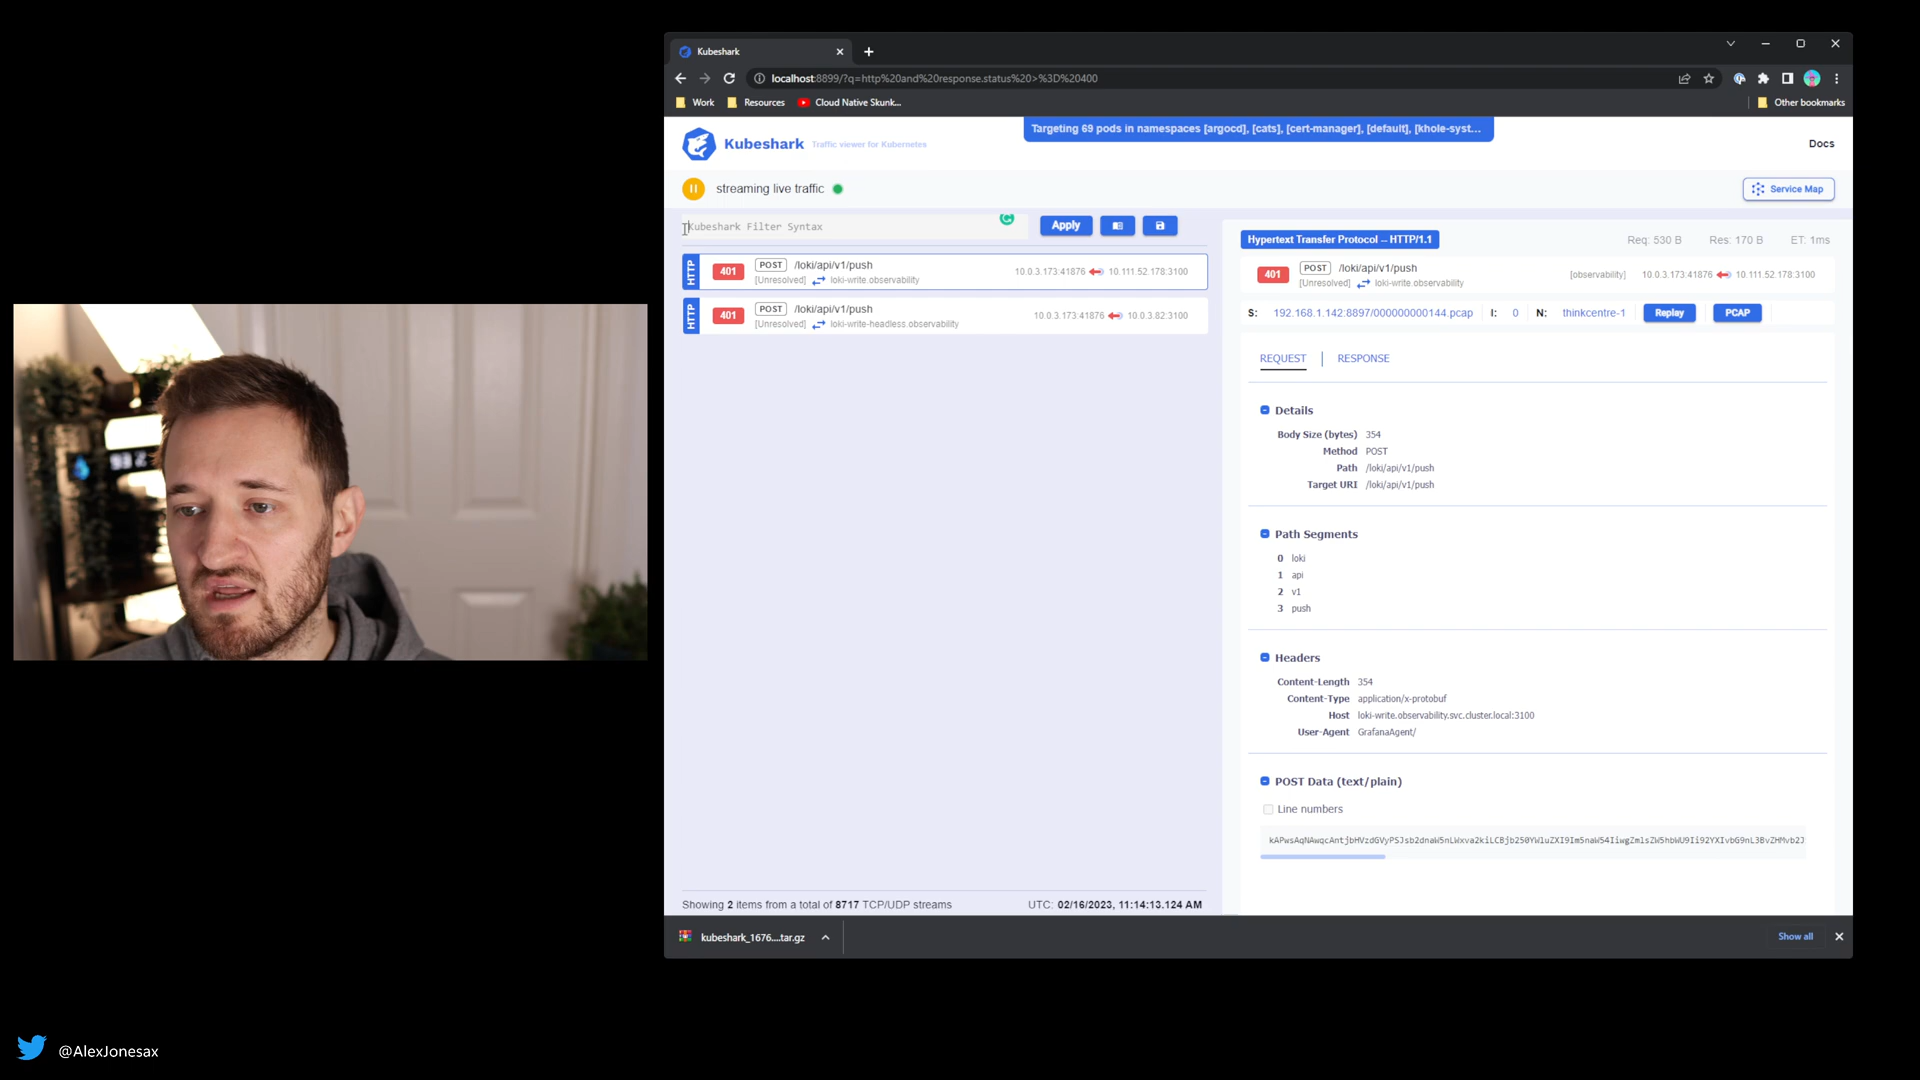 Kubeshark
localhost:8899/?q=http%20and%20response.status%20>%3D%20400
Work
Resources
Cloud Native Skunk...
Other bookmarks
Kubeshark
Traffic viewer for Kubernetes
Targeting 69 pods in namespaces [argocd], [cats], [cert-manager], [default], [khole-syst...
Docs
streaming live traffic
Service Map
Kubeshark Filter Syntax
Apply
HTTP
401
POST /loki/api/v1/push
[Unresolved] loki-write.observability
10.0.3.173:41876 10.111.52.178:3100
HTTP
401
POST /loki/api/v1/push
[Unresolved] loki-write-headless.observability
10.0.3.173:41876 10.0.3.82:3100
Showing 2 items from a total of 8717 TCP/UDP streams
UTC: 02/16/2023, 11:14:13.124 AM
Hypertext Transfer Protocol -- HTTP/1.1
Req: 530 B Res: 170 B ET: 1ms
401
POST /loki/api/v1/push
[Unresolved] loki-write.observability
[observability] 10.0.3.173:41876 10.111.52.178:3100
S: 192.168.1.142:8897/000000000144.pcap I: 0 N: thinkcentre-1 Replay PCAP
REQUEST RESPONSE
Details
Body Size (bytes) 354
Method POST
Path /loki/api/v1/push
Target URI /loki/api/v1/push
Path Segments
0 loki
1 api
2 v1
3 push
Headers
Content-Length 354
Content-Type application/x-protobuf
Host loki-write.observability.svc.cluster.local:3100
User-Agent GrafanaAgent/
POST Data (text/plain)
Line numbers
kubeshark_1676....tar.gz
Show all
@AlexJonesax